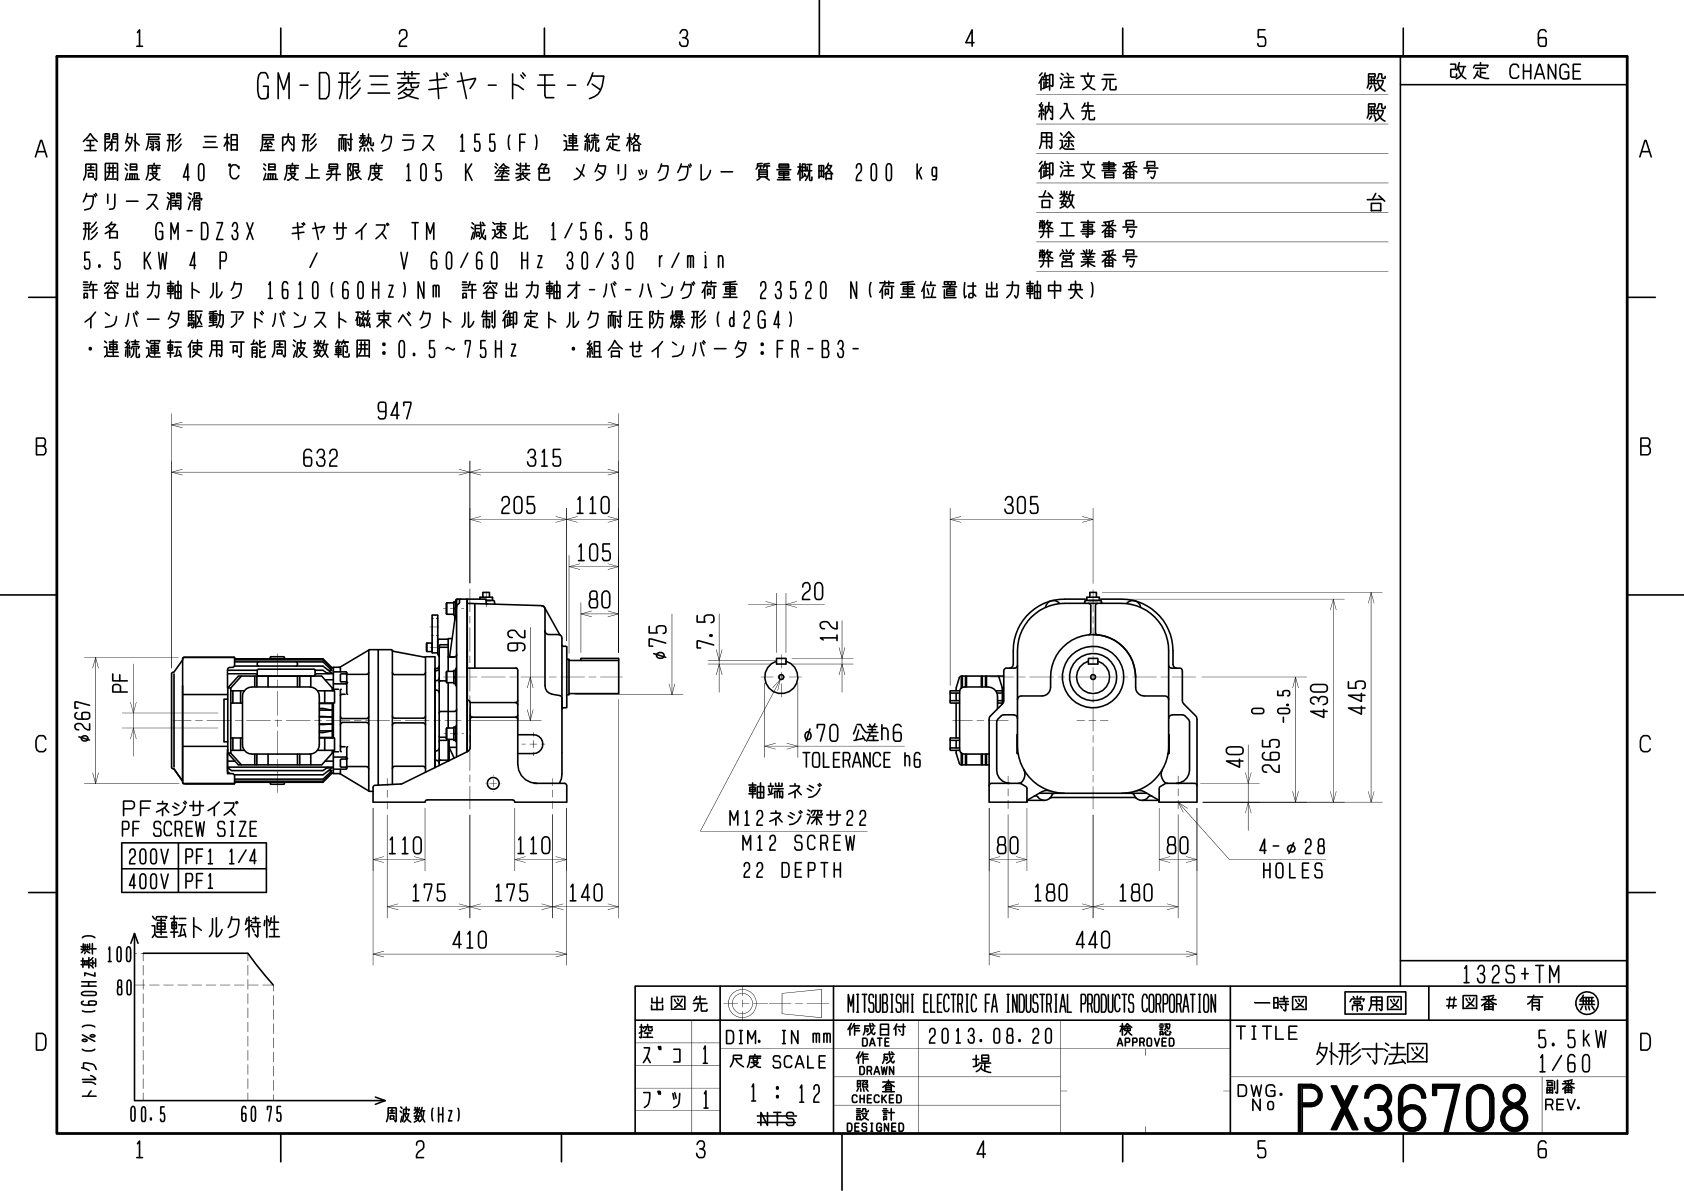 1 2 3 4 5 6
GM-D形三菱ギヤ-ドモ-タ
全閉外扇形 三相 屋内形 耐熱クラス 155(F) 連続定格
周囲温度 40 ℃ 温度上昇限度 105 K 塗装色 メタリックグレー 質量概略 200 kg
グリース潤滑
形名 GM-DZ3X ギヤサイズ TM 減速比 1/56.58
5.5 KW 4 P / V 60/60 Hz 30/30 r/min
許容出力軸トルク 1610(60Hz)Nm 許容出力軸オ-バ-ハング荷重 23520 N(荷重位置は出力軸中央)
インバータ駆動アドバンスト磁束ベクトル制御定トルク耐圧防爆形(d2G4)
・連続運転使用可能周波数範囲:0.5~75Hz ・組合せインバータ:FR-B3-
御注文元 殿
納入先 殿
用途
御注文書番号
台数 台
弊工事番号
弊営業番号
改定 CHANGE
A
B
C
D
A
B
C
D
947
632 315
205 110
105
80
92
φ75
PF
φ267
110 110
175 175 140
410
20
7.5
12
φ70 公差h6
TOLERANCE h6
軸端ネジ
M12ネジ深サ22
M12 SCREW
22 DEPTH
305
430
445
0
265 -0.5
40
80 80
180 180
440
4-φ28
HOLES
PFネジサイズ
PF SCREW SIZE
200V PF1 1/4
400V PF1
運転トルク特性
トルク(%)(60Hz基準)
100
80
0 0.5 60 75 周波数(Hz)
132S+TM
出図先
控
ズコ 1
ブツ 1
DIM. IN mm
尺度 SCALE
1 : 12
NTS
MITSUBISHI ELECTRIC FA INDUSTRIAL PRODUCTS CORPORATION
作成日付 DATE 2013.08.20
検認 APPROVED
作成 DRAWN 堤
照査 CHECKED
設計 DESIGNED
一時図 常用図 #図番 有 無
TITLE
外形寸法図
5.5kW
1/60
DWG. No PX36708
副番 REV.
1 2 3 4 5 6